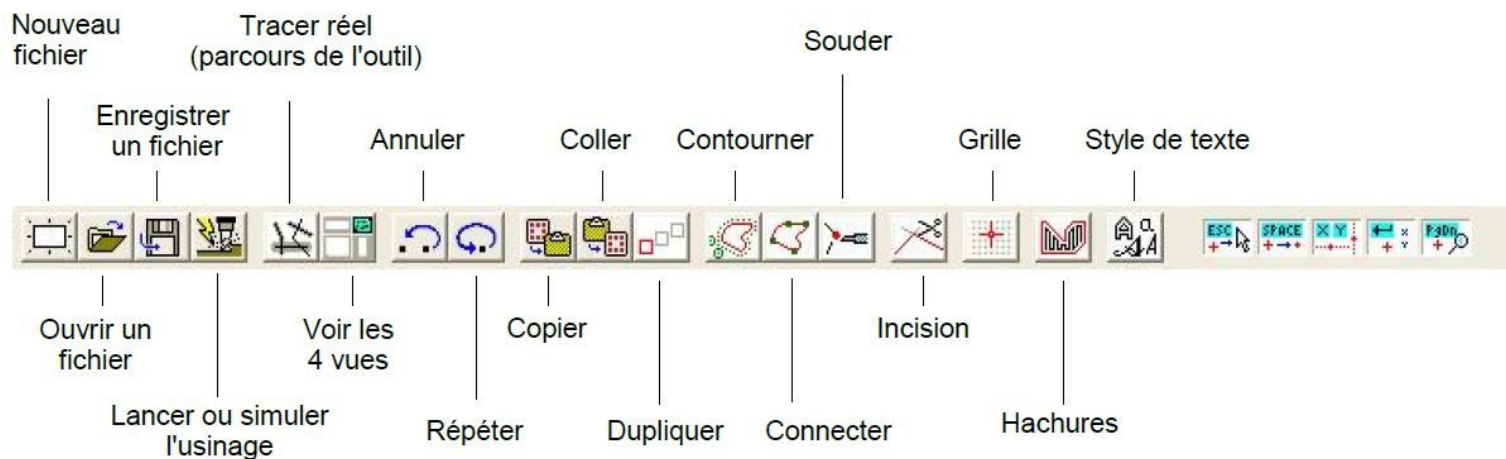 Nouveau
fichier
Tracer réel
(parcours de l'outil)
Souder
Enregistrer
un fichier
Annuler
Coller
Contourner
Grille
Style de texte
ESC
SPACE
X Y
x
Y
PgDn
Ouvrir un
fichier
Voir les
4 vues
Copier
Incision
Lancer ou simuler
l'usinage
Répéter
Dupliquer
Connecter
Hachures